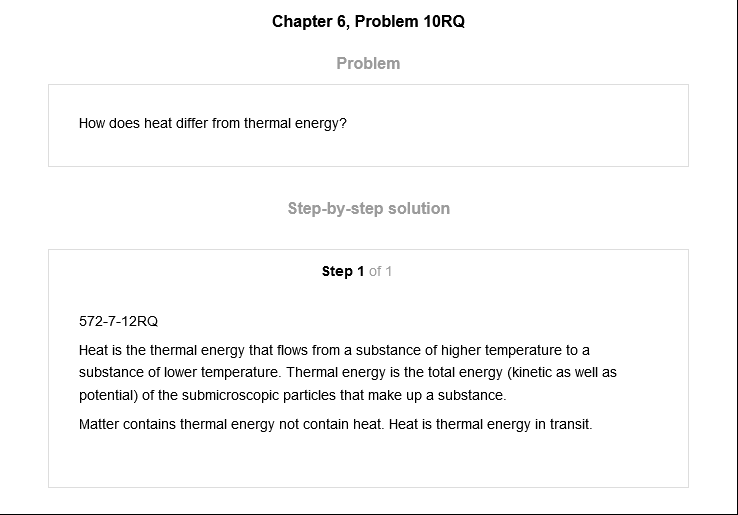 Chapter 6, Problem 10RQ
Problem
How does heat differ from thermal energy?
Step-by-step solution
Step 1 of 1
572-7-12RQ
Heat is the thermal energy that flows from a substance of higher temperature to a
substance of lower temperature. Thermal energy is the total energy (kinetic as well as
potential) of the submicroscopic particles that make up a substance.
Matter contains thermal energy not contain heat. Heat is thermal energy in transit.